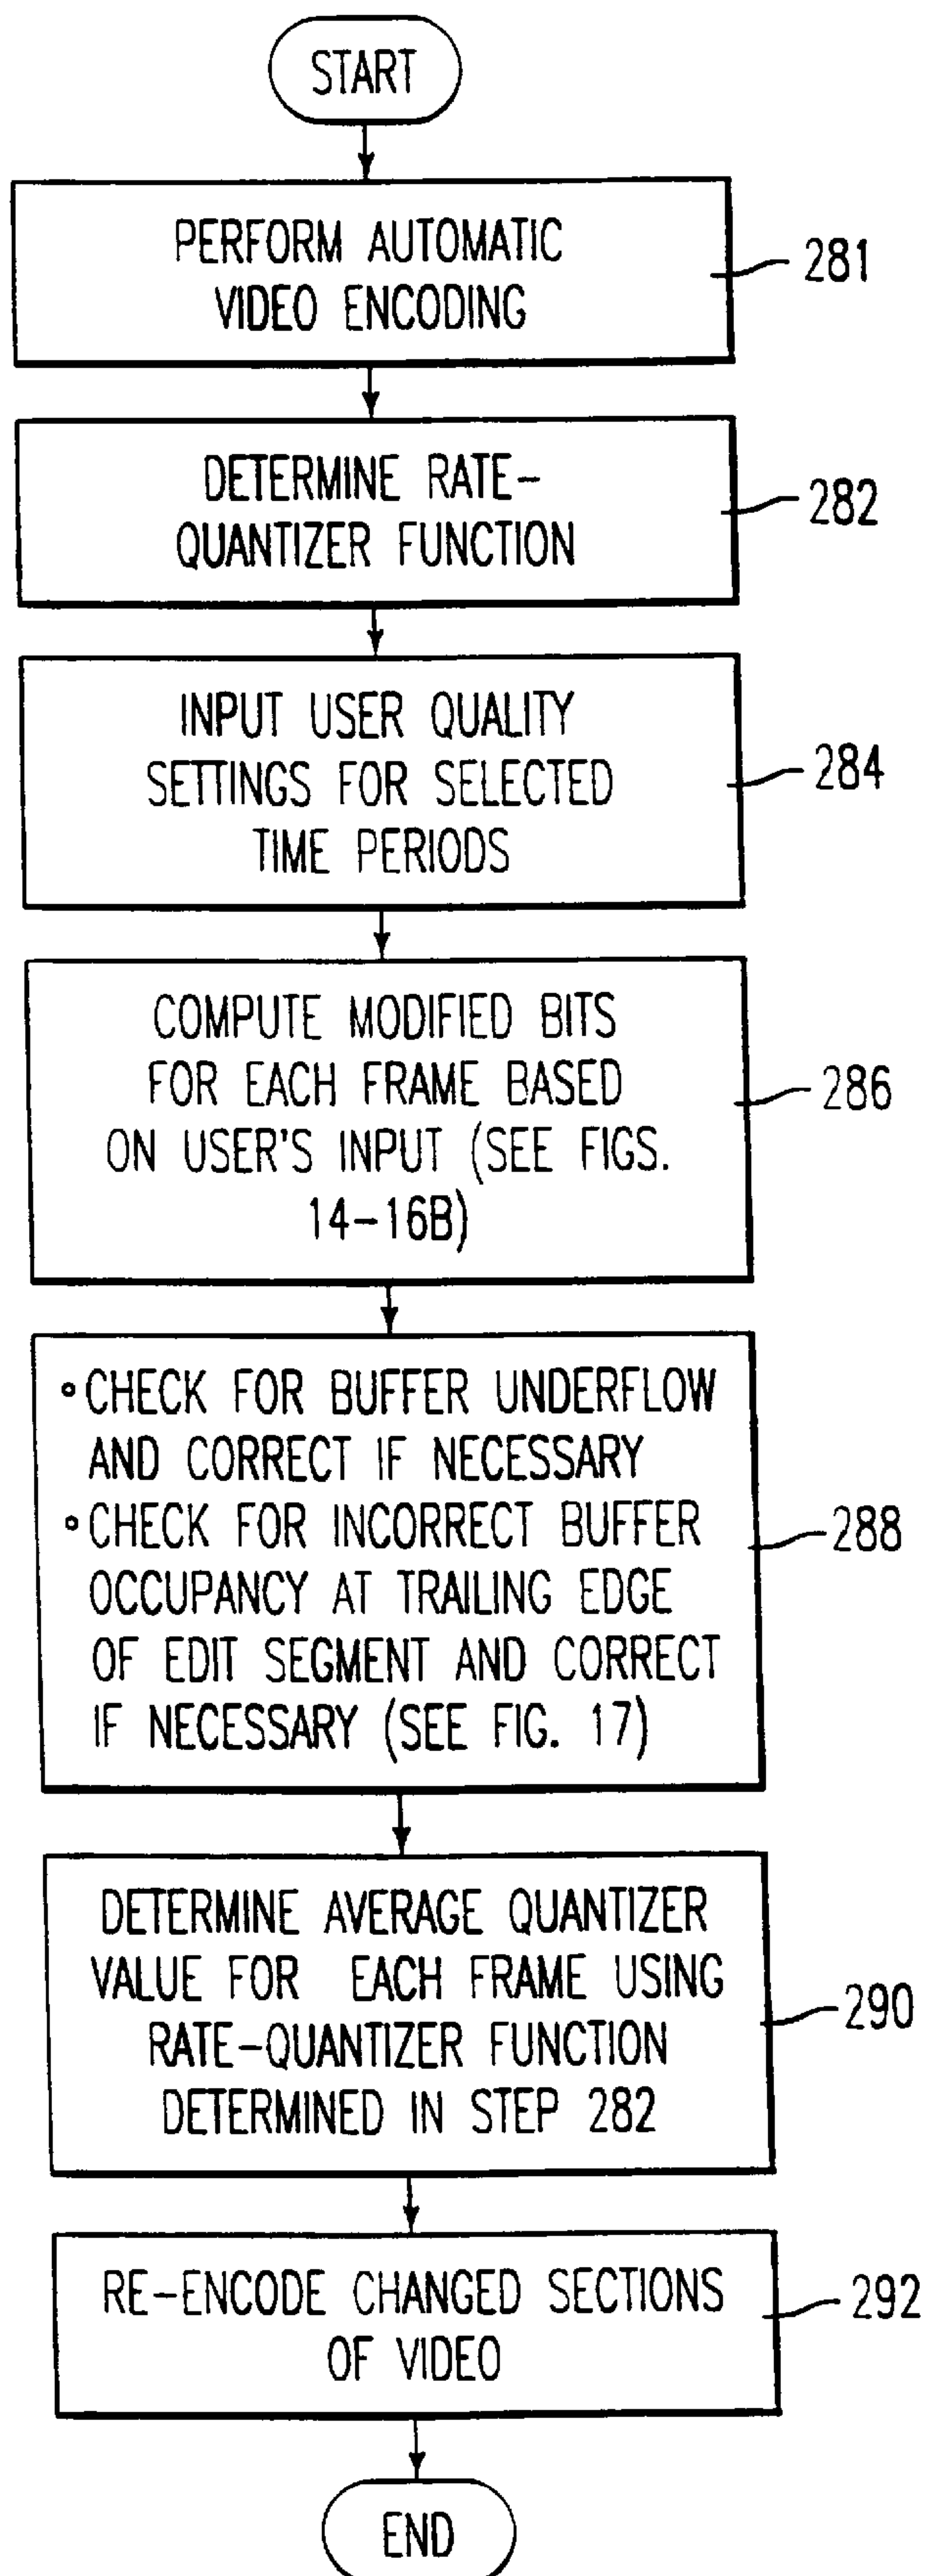 START
PERFORM AUTOMATIC
VIDEO ENCODING
281
DETERMINE RATE-
QUANTIZER FUNCTION
282
INPUT USER QUALITY
SETTINGS FOR SELECTED
TIME PERIODS
284
COMPUTE MODIFIED BITS
FOR EACH FRAME BASED
ON USER'S INPUT (SEE FIGS.
14-16B)
286
• CHECK FOR BUFFER UNDERFLOW
AND CORRECT IF NECESSARY
• CHECK FOR INCORRECT BUFFER
OCCUPANCY AT TRAILING EDGE
OF EDIT SEGMENT AND CORRECT
IF NECESSARY (SEE FIG. 17)
288
DETERMINE AVERAGE QUANTIZER
VALUE FOR EACH FRAME USING
RATE-QUANTIZER FUNCTION
DETERMINED IN STEP 282
290
RE-ENCODE CHANGED SECTIONS
OF VIDEO
292
END